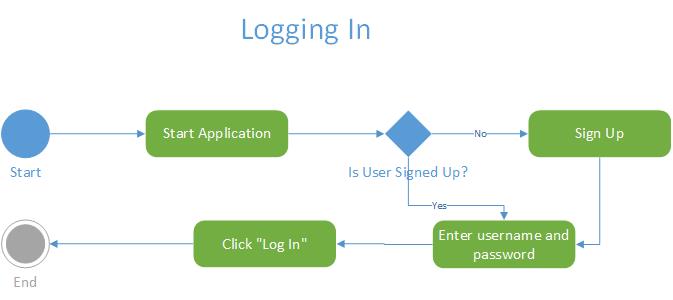 Logging In
Start Application
No
Sign Up
Start
Is User Signed Up?
Yes
Enter username and
password
Click "Log In"
End